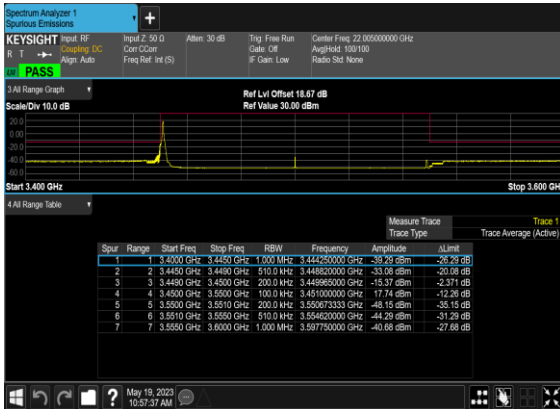 Spectrum Analyzer 1
Spurious Emissions
+
KEYSIGHT Input: RF Input Z: 50 Ω Atten: 30 dB Trig: Free Run Center Freq: 22.005000000 GHz
R T Coupling: DC Corr CCorr Gate: Off Avg|Hold: 100/100
Align: Auto Freq Ref: Int (S) IF Gain: Low Radio Std: None
PASS
3 All Range Graph
Ref Lvl Offset 18.67 dB
Scale/Div 10.0 dB Ref Value 30.00 dBm
20.0
0.00
-20.0
-40.0
-60.0
Start 3.400 GHz Stop 3.600 GH
4 All Range Table
Measure Trace Trace 1
Trace Type Trace Average (Active)
Spur Range Start Freq Stop Freq RBW Frequency Amplitude ΔLimit
1 1 3.4000 GHz 3.4450 GHz 1.000 MHz 3.444250000 GHz -39.29 dBm -26.29 dB
2 2 3.4450 GHz 3.4490 GHz 510.0 kHz 3.448820000 GHz -33.08 dBm -20.08 dB
3 3 3.4490 GHz 3.4500 GHz 200.0 kHz 3.449965000 GHz -15.37 dBm -2.371 dB
4 4 3.4500 GHz 3.5500 GHz 100.0 kHz 3.451000000 GHz 17.74 dBm -12.26 dB
5 5 3.5500 GHz 3.5510 GHz 200.0 kHz 3.550673333 GHz -48.15 dBm -35.15 dB
6 6 3.5510 GHz 3.5550 GHz 510.0 kHz 3.554620000 GHz -44.29 dBm -31.29 dB
7 7 3.5550 GHz 3.6000 GHz 1.000 MHz 3.597750000 GHz -40.68 dBm -27.68 dB
May 19, 2023
10:57:37 AM